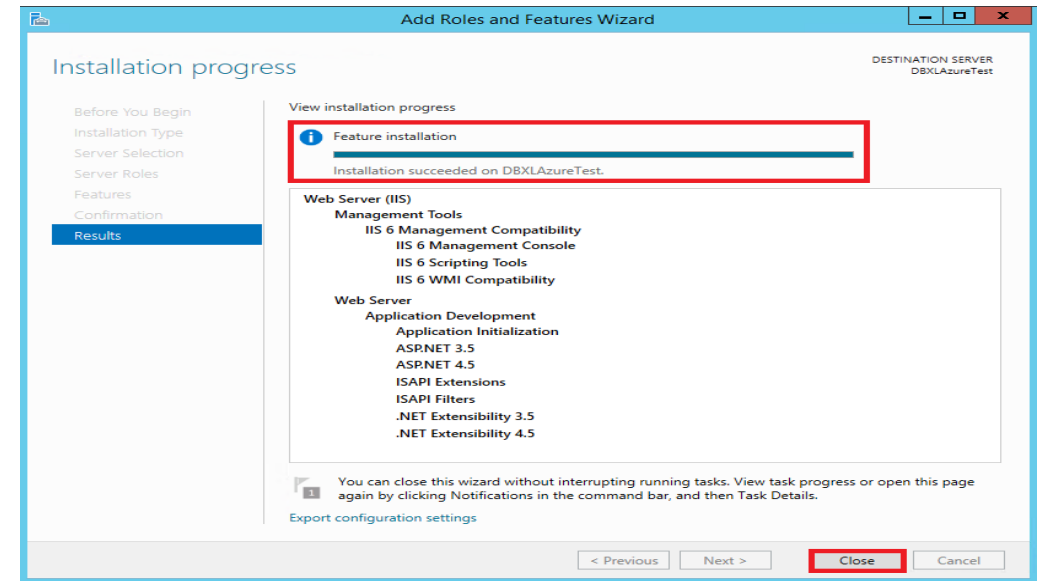 Add Roles and Features Wizard
Installation progress
DESTINATION SERVER
DBXLAzureTest
Before You Begin
Installation Type
Server Selection
Server Roles
Features
Confirmation
Results
View installation progress
Feature installation
Installation succeeded on DBXLAzureTest.
Web Server (IIS)
Management Tools
IIS 6 Management Compatibility
IIS 6 Management Console
IIS 6 Scripting Tools
IIS 6 WMI Compatibility
Web Server
Application Development
Application Initialization
ASP.NET 3.5
ASP.NET 4.5
ISAPI Extensions
ISAPI Filters
.NET Extensibility 3.5
.NET Extensibility 4.5
1
You can close this wizard without interrupting running tasks. View task progress or open this page
again by clicking Notifications in the command bar, and then Task Details.
Export configuration settings
< Previous
Next >
Close
Cancel